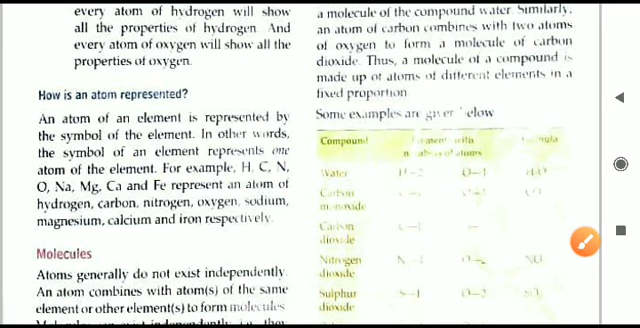 every atom of hydrogen will show
all the properties of hydrogen And
every atom of oxygen will show all the
properties of oxygen.
How is an atom represented?
An atom of an element is represented by
the symbol of the element. In other words,
the symbol of an element represents one
atom of the element. For example, H, C, N,
O, Na, Mg, Ca and Fe represent an atom of
hydrogen, carbon, nitrogen, oxygen, sodium,
magnesium, calcium and iron respectively.
Molecules
Atoms generally do not exist independently.
An atom combines with atom(s) of the same
element or other element(s) to form molecules
a molecule of the compound water. Similarly,
an atom of carbon combines with two atoms
of oxygen to form a molecule of carbon
dioxide. Thus, a molecule of a compound is
made up of atoms of different elements in a
fixed proportion
Some examples are
Compound
Water H-2 O-1 H2O
Carbon
monoxide
Carbon
dioxide
Nitrogen
dioxide
Sulphur S-1 O-2
dioxide